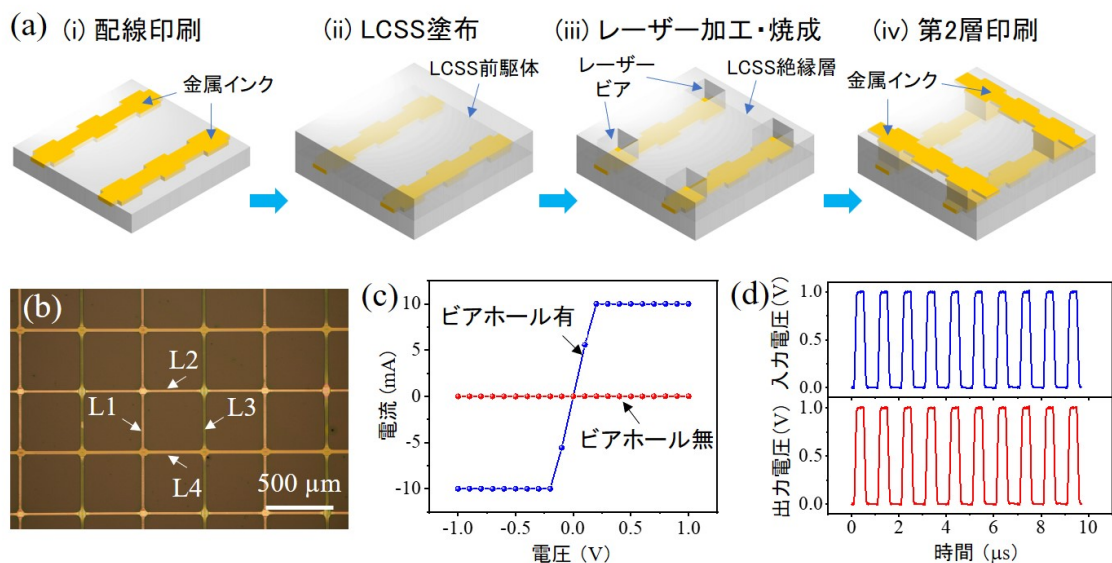 (a) (i) 配線印刷
(ii) LCSS塗布
(iii) レーザー加工・焼成
(iv) 第2層印刷
金属インク
LCSS前駆体
レーザー
ビア
LCSS絶縁層
金属インク
金属インク
(b)
L2
L1
L3
L4
500 µm
(c)
ビアホール有
ビアホール無
電流 (mA)
10
5
0
-5
-10
-1.0 -0.5 0.0 0.5 1.0
電圧 (V)
(d)
入力電圧(V)
1.0
0.5
0.0
出力電圧(V)
1.0
0.5
0.0
0 2 4 6 8 10
時間 (µs)